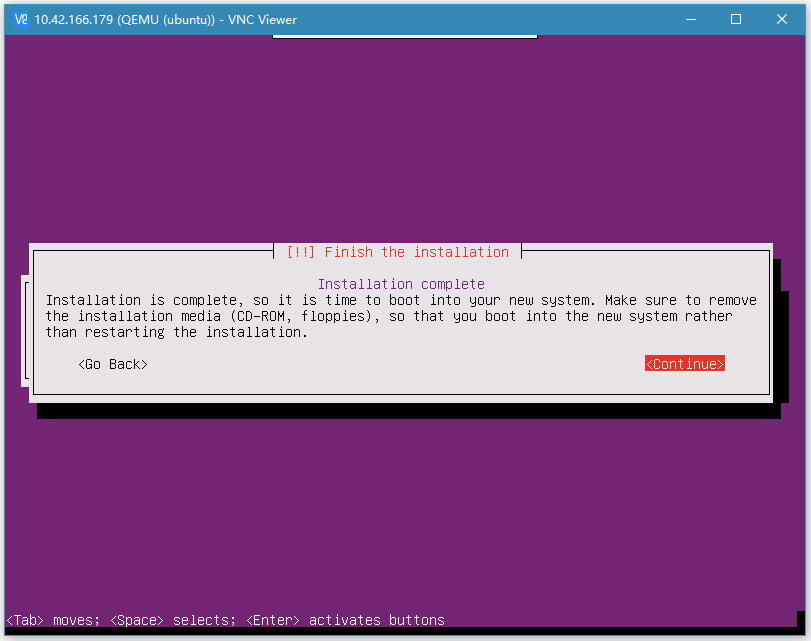 V2 10.42.166.179 (QEMU (ubuntu)) - VNC Viewer
[!!] Finish the installation
Installation complete
Installation is complete, so it is time to boot into your new system. Make sure to remove
the installation media (CD-ROM, floppies), so that you boot into the new system rather
than restarting the installation.
<Go Back> <Continue>
<Tab> moves; <Space> selects; <Enter> activates buttons